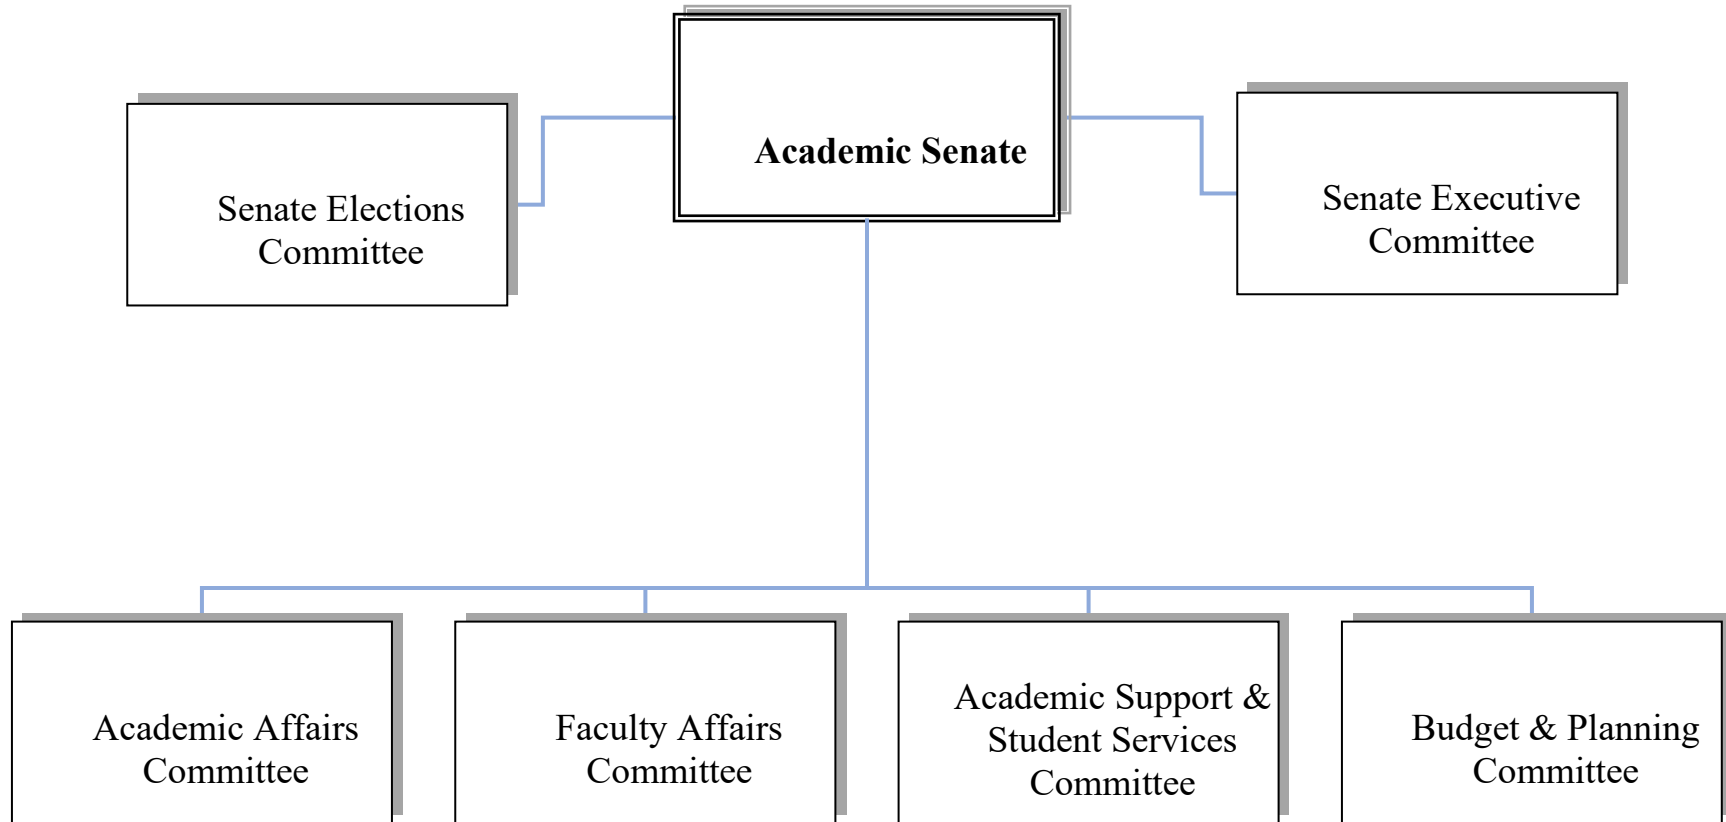 Academic Senate
Senate Elections
Committee
Senate Executive
Committee
Academic Affairs
Committee
Faculty Affairs
Committee
Academic Support &
Student Services
Committee
Budget & Planning
Committee